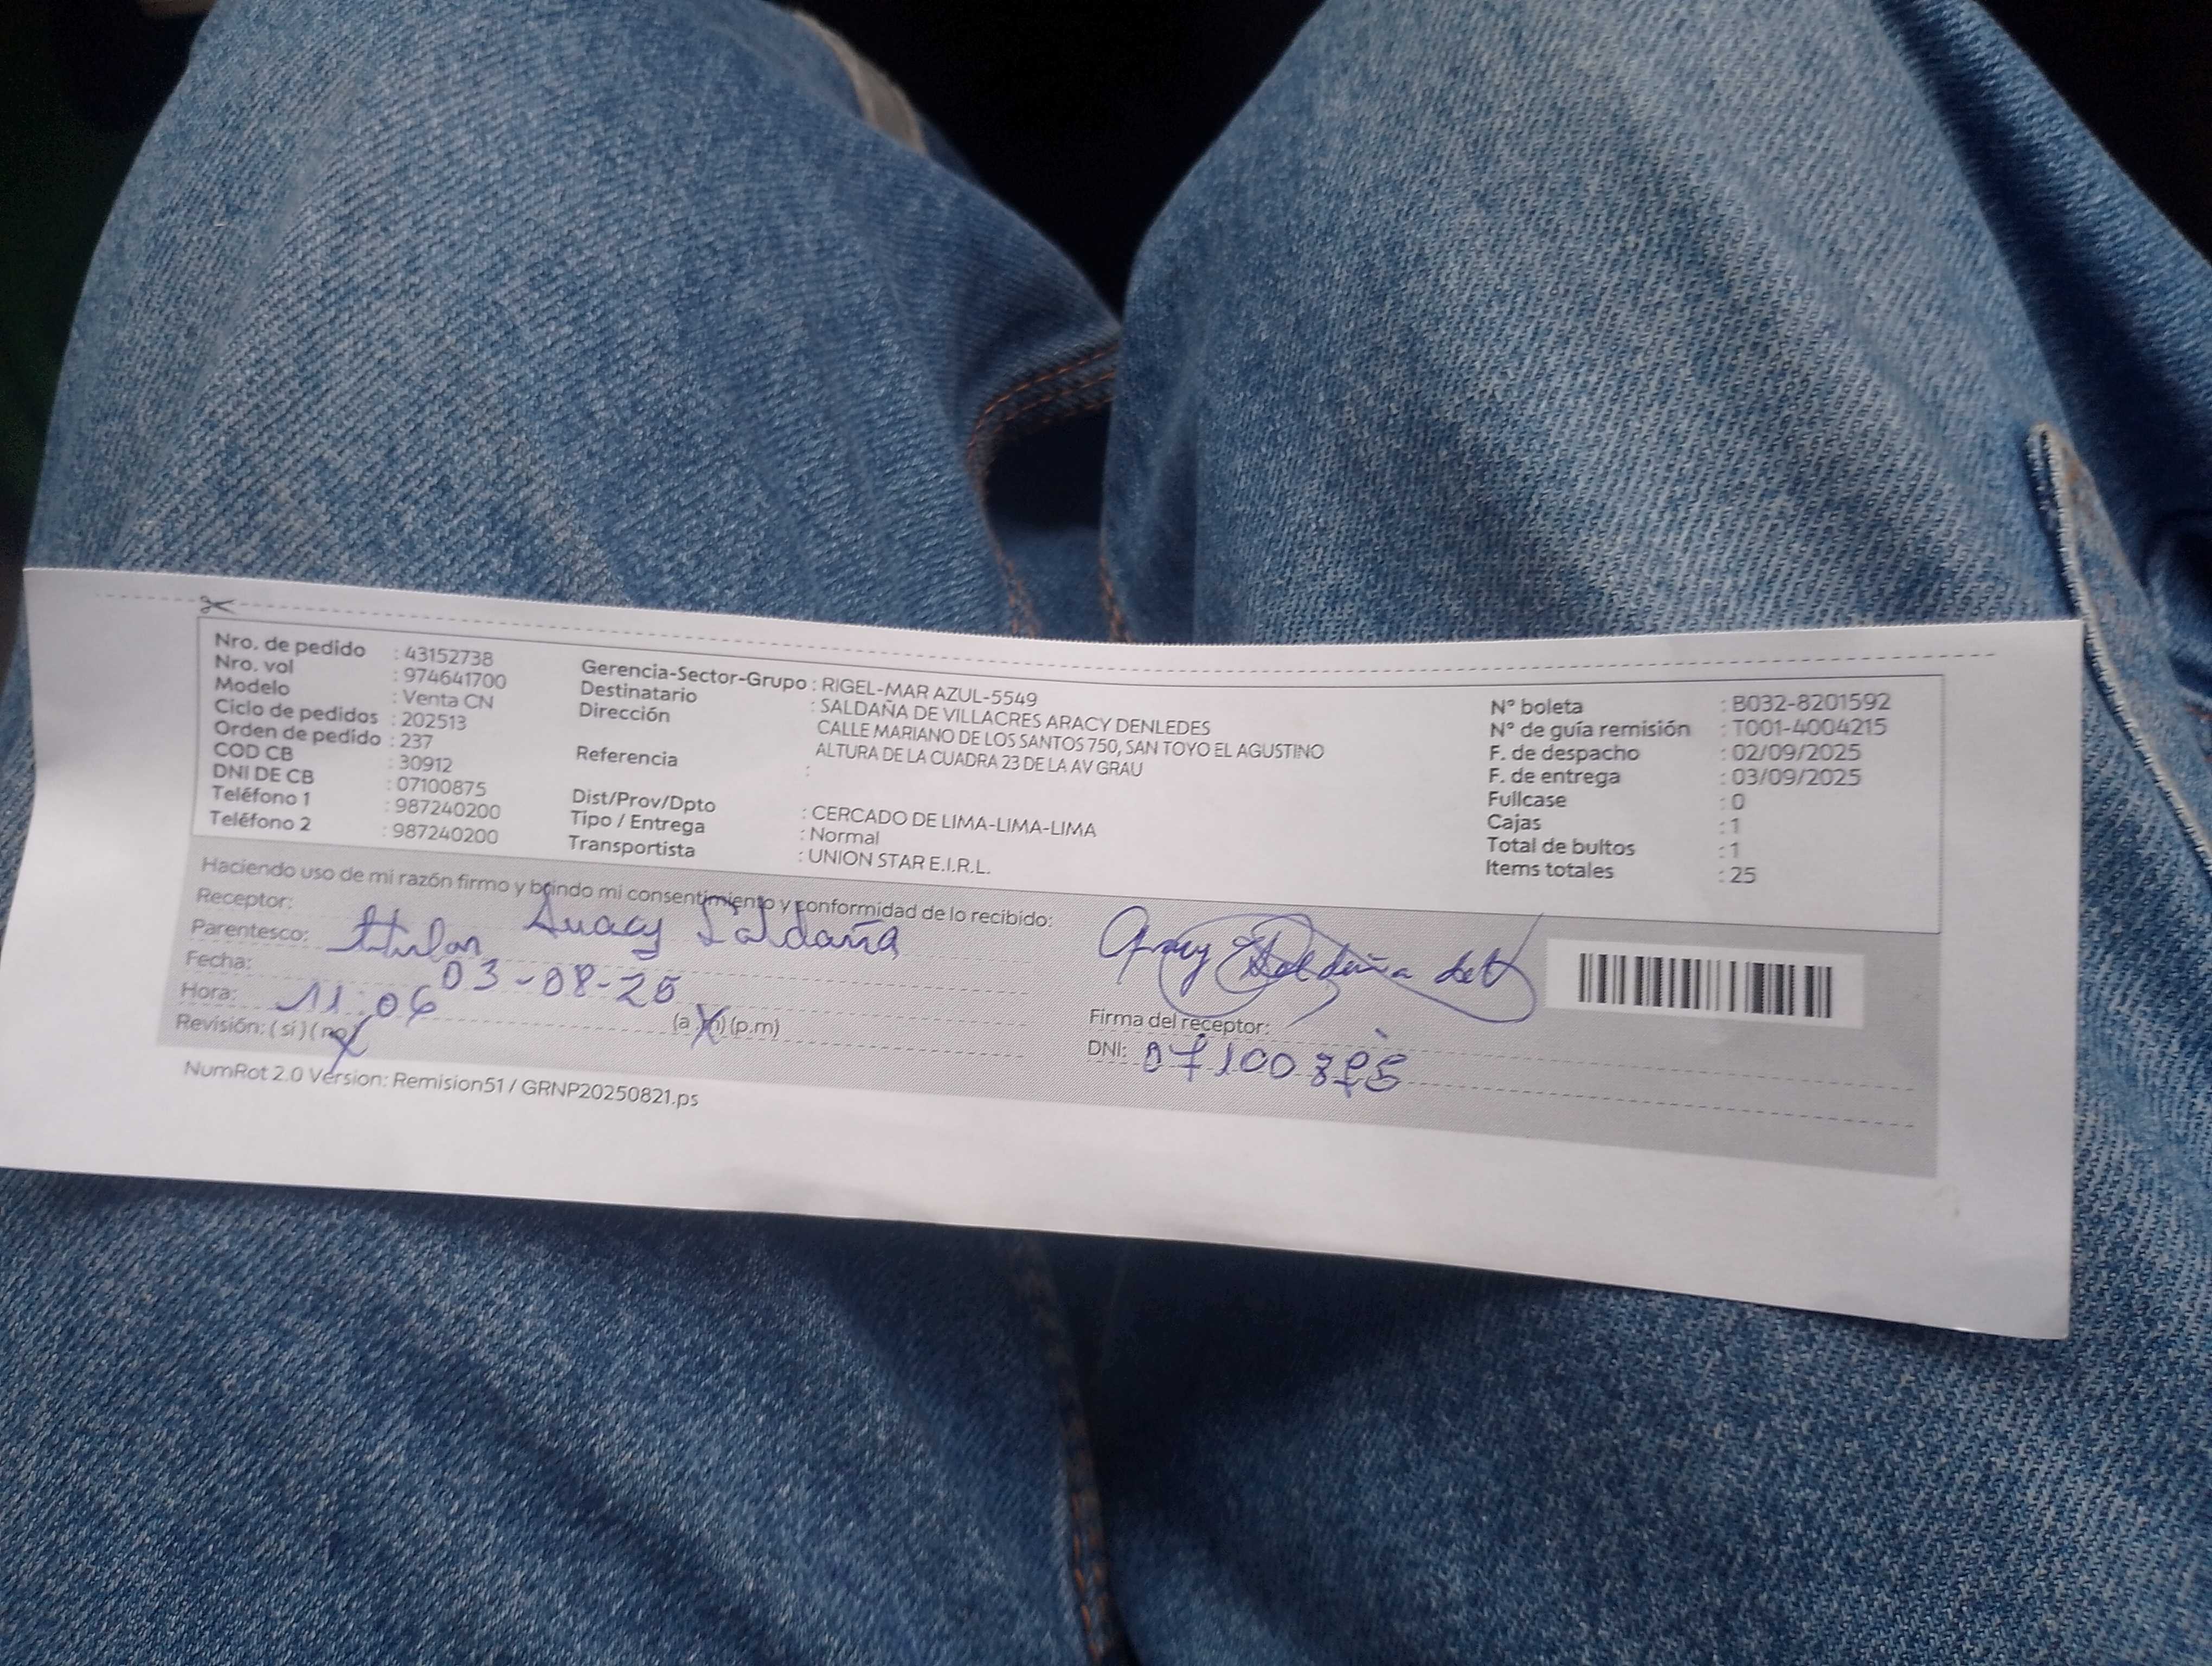 Nro. de pedido : 43152738
Nro. vol : 974641700
Modelo : Venta CN
Ciclo de pedidos : 202513
Orden de pedido : 237
COD CB : 30912
DNI DE CB : 07100875
Teléfono 1 : 987240200
Teléfono 2 : 987240200
Gerencia-Sector-Grupo : RIGEL-MAR AZUL-5549
Destinatario : SALDAÑA DE VILLACRES ARACY DENLEDES
Dirección CALLE MARIANO DE LOS SANTOS 750, SAN TOYO EL AGUSTINO
ALTURA DE LA CUADRA 23 DE LA AV GRAU
Referencia :
Dist/Prov/Dpto : CERCADO DE LIMA-LIMA-LIMA
Tipo / Entrega : Normal
Transportista : UNION STAR E.I.R.L.
N° boleta : B032-8201592
N° de guía remisión : T001-4004215
F. de despacho : 02/09/2025
F. de entrega : 03/09/2025
Fullcase : 0
Cajas : 1
Total de bultos : 1
Items totales : 25
Haciendo uso de mi razón firmo y brindo mi consentimiento y conformidad de lo recibido:
Receptor: Aracy Saldaña
Parentesco: titular
Fecha: 03-08-25
Hora: 11:06 (a.m) (p.m)
Revisión: (si) (no)
Aracy Saldaña de V
Firma del receptor:
DNI: 07100875
NumRot 2.0 Version: Remision51 / GRNP20250821.ps